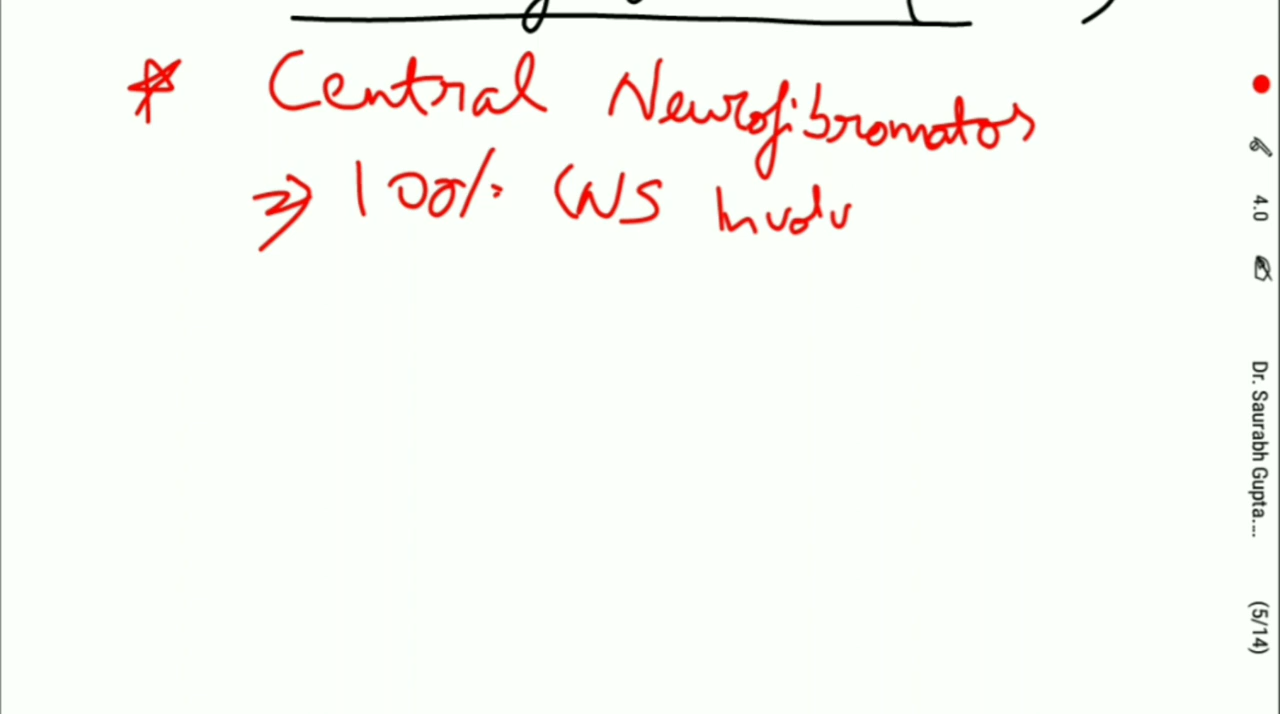 * Central Neurofibromatos
⇒ 100% CNS Involv
4.0
Dr. Saurabh Gupta...
(5/14)